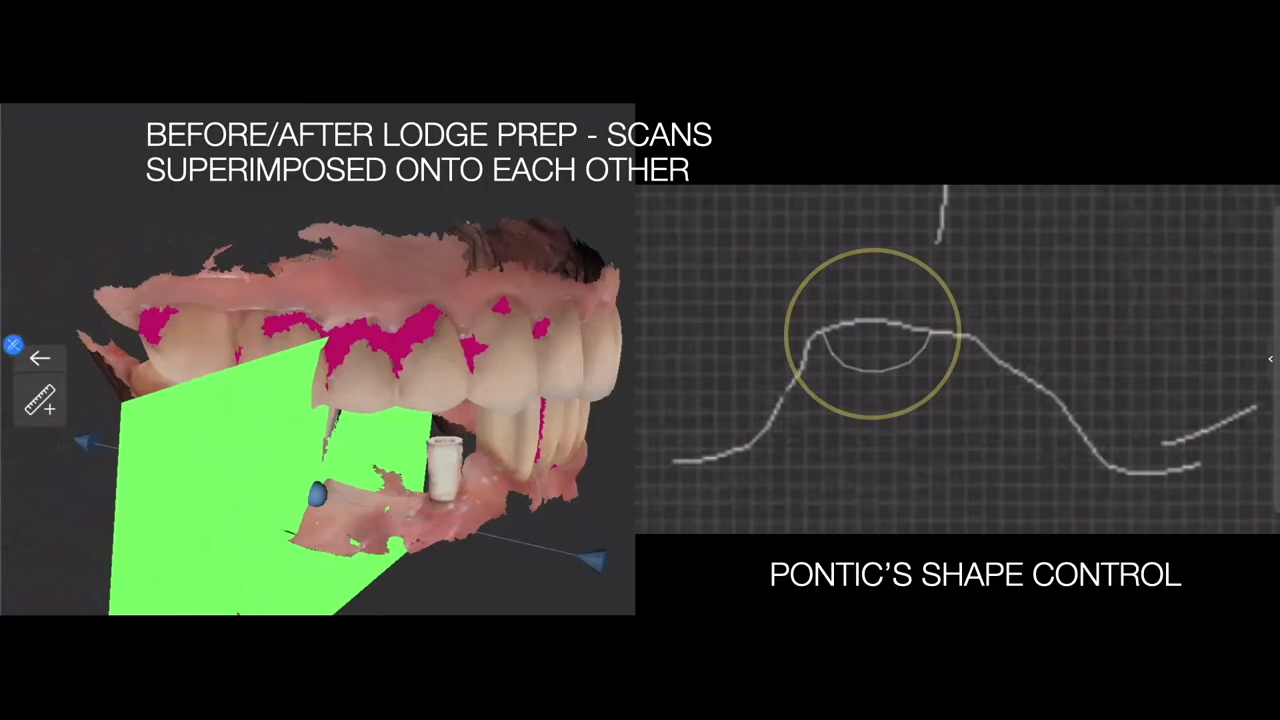 BEFORE/AFTER LODGE PREP - SCANS
SUPERIMPOSED ONTO EACH OTHER
PONTIC’S SHAPE CONTROL